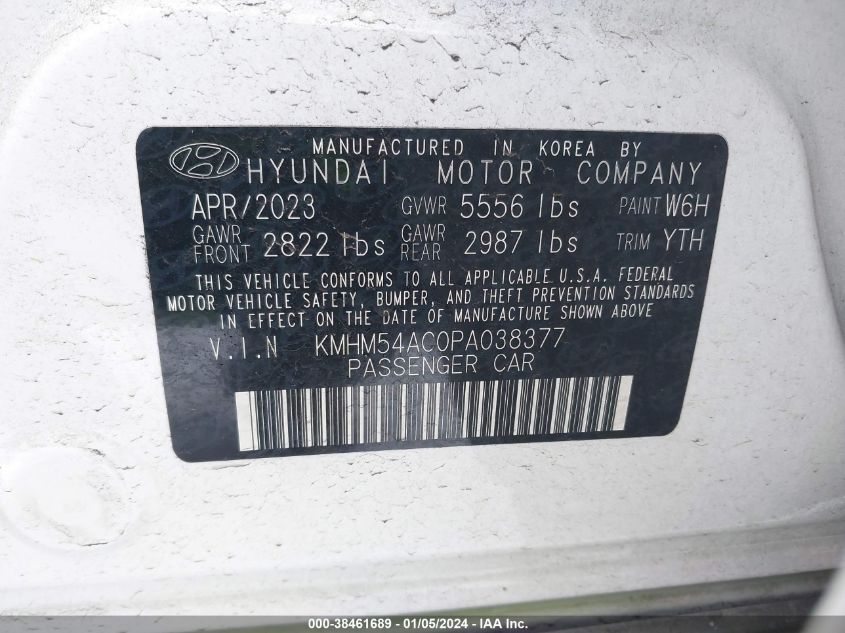 MANUFACTURED IN KOREA BY
HYUNDAI MOTOR COMPANY
APR/2023 GVWR 5556 lbs PAINT W6H
GAWR FRONT 2822 lbs GAWR REAR 2987 lbs TRIM YTH
THIS VEHICLE CONFORMS TO ALL APPLICABLE U.S.A. FEDERAL
MOTOR VEHICLE SAFETY, BUMPER, AND THEFT PREVENTION STANDARDS
IN EFFECT ON THE DATE OF MANUFACTURE SHOWN ABOVE
V.I.N KMHM54AC0PA038377
PASSENGER CAR
000-38461689 - 01/05/2024 - IAA Inc.